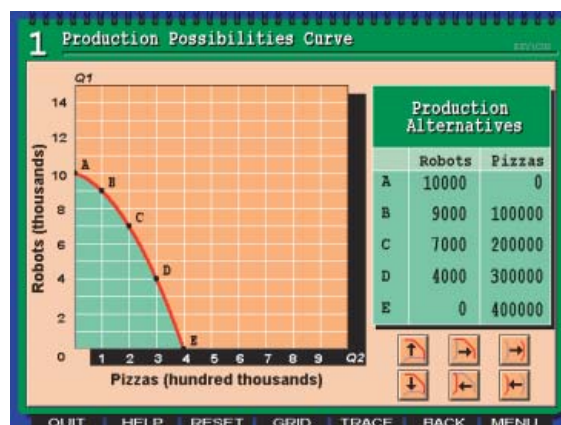 1 Production Possibilities Curve
REVIEW
Q1
14
12
10
8
6
4
2
0
1 2 3 4 5 6 7 8 9 Q2
A
B
C
D
E
Robots (thousands)
Pizzas (hundred thousands)
Production
Alternatives
Robots Pizzas
A 10000 0
B 9000 100000
C 7000 200000
D 4000 300000
E 0 400000
QUIT HELP RESET GRID TRACE BACK MENU